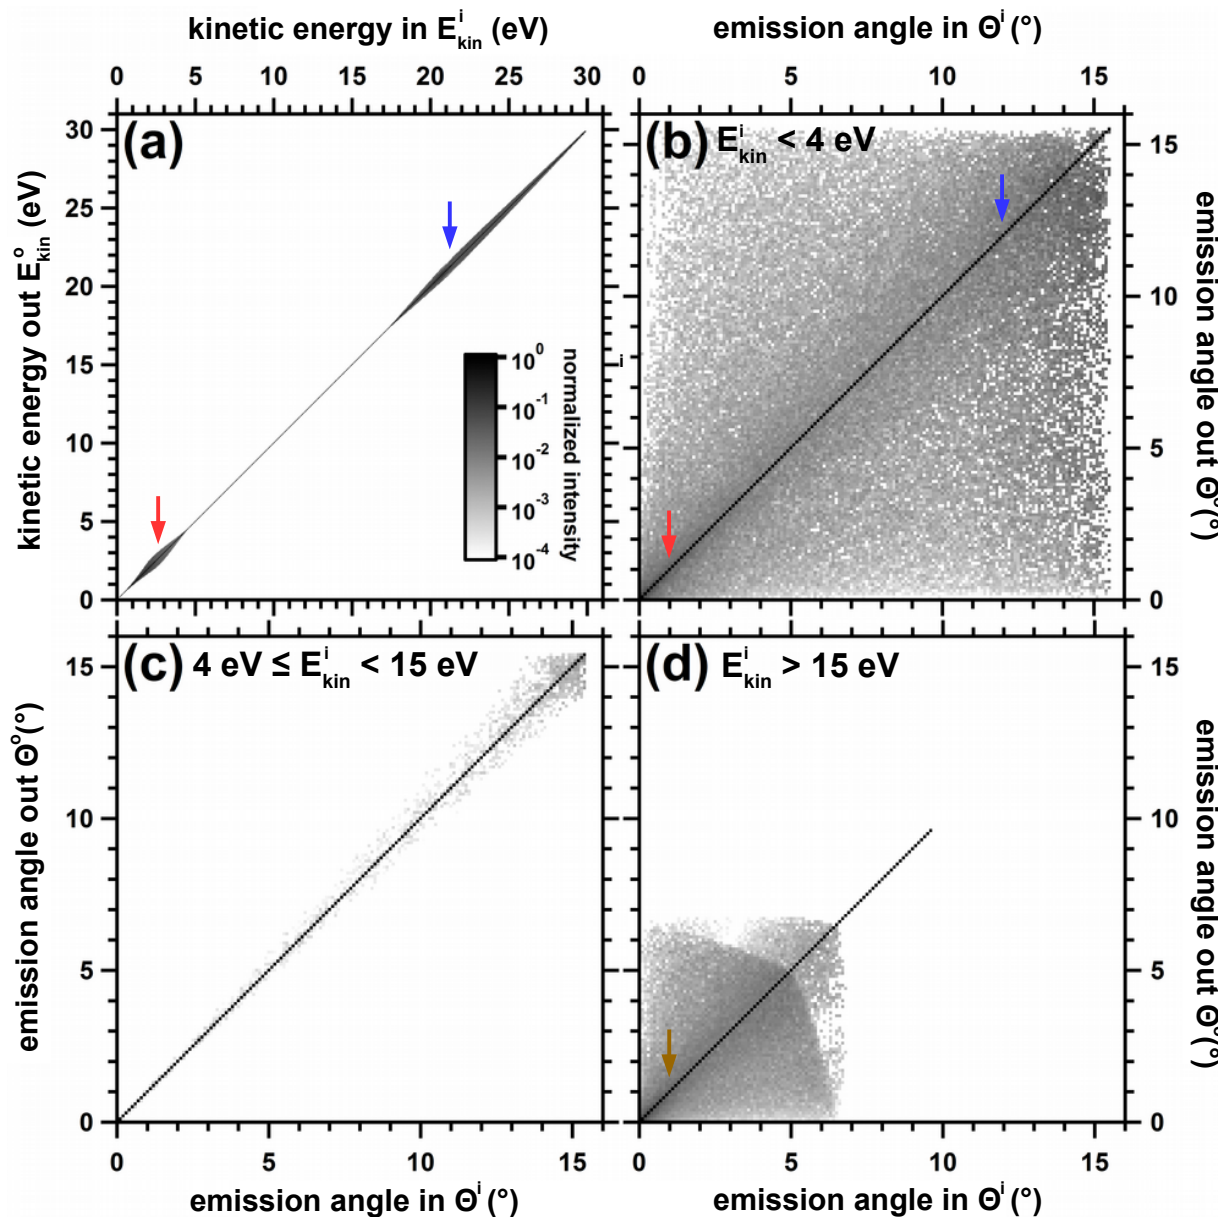 kinetic energy in E^i_kin (eV)
emission angle in Θ^i (°)
0 5 10 15 20 25 30
0 5 10 15
(a)
(b) E^i_kin < 4 eV
kinetic energy out E^o_kin (eV)
30
25
20
15
10
5
0
10^0
10^-1
10^-2
10^-3
10^-4
normalized intensity
i
15
10
5
0
emission angle out Θ^o (°)
(c) 4 eV ≤ E^i_kin < 15 eV
(d) E^i_kin > 15 eV
emission angle out Θ^o (°)
15
10
5
0
15
10
5
0
emission angle out Θ^o (°)
0 5 10 15
0 5 10 15
emission angle in Θ^i (°)
emission angle in Θ^i (°)